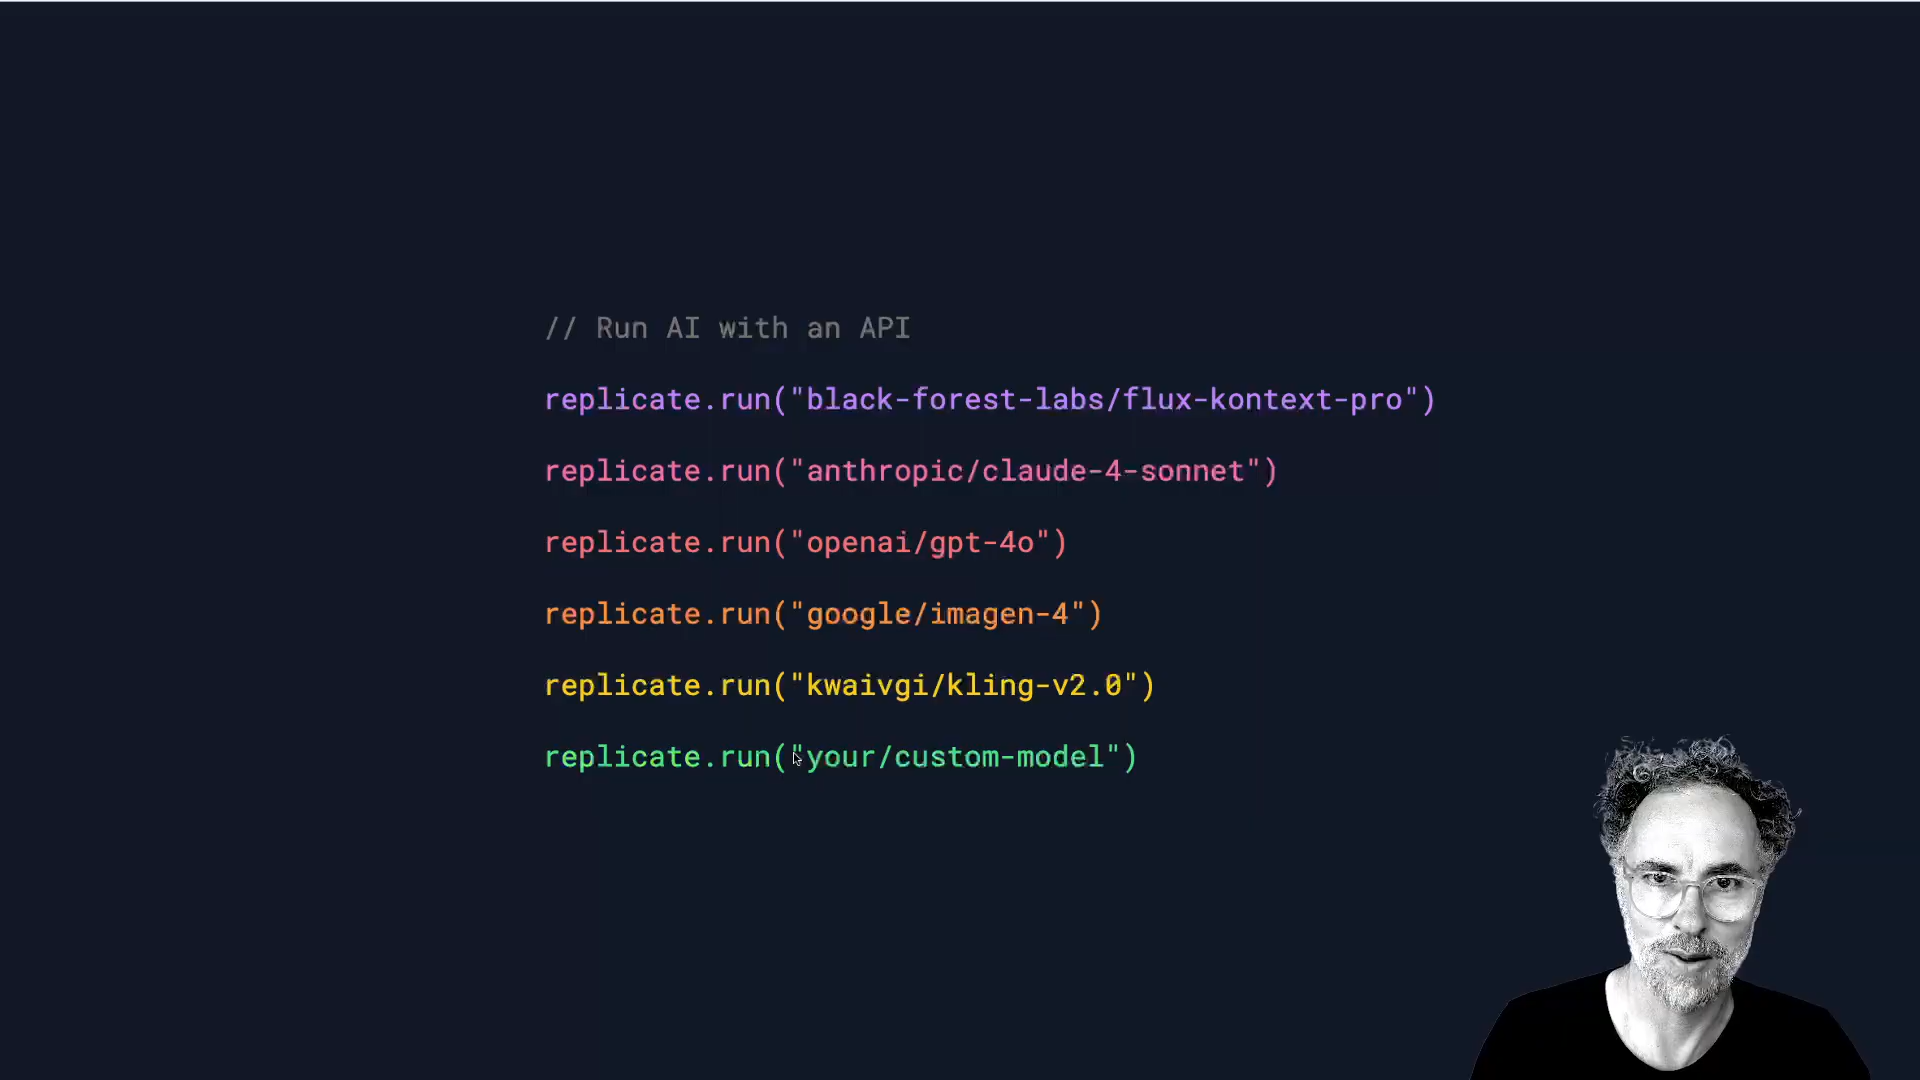 // Run AI with an API
replicate.run("black-forest-labs/flux-kontext-pro")
replicate.run("anthropic/claude-4-sonnet")
replicate.run("openai/gpt-4o")
replicate.run("google/imagen-4")
replicate.run("kwaivgi/kling-v2.0")
replicate.run("your/custom-model")